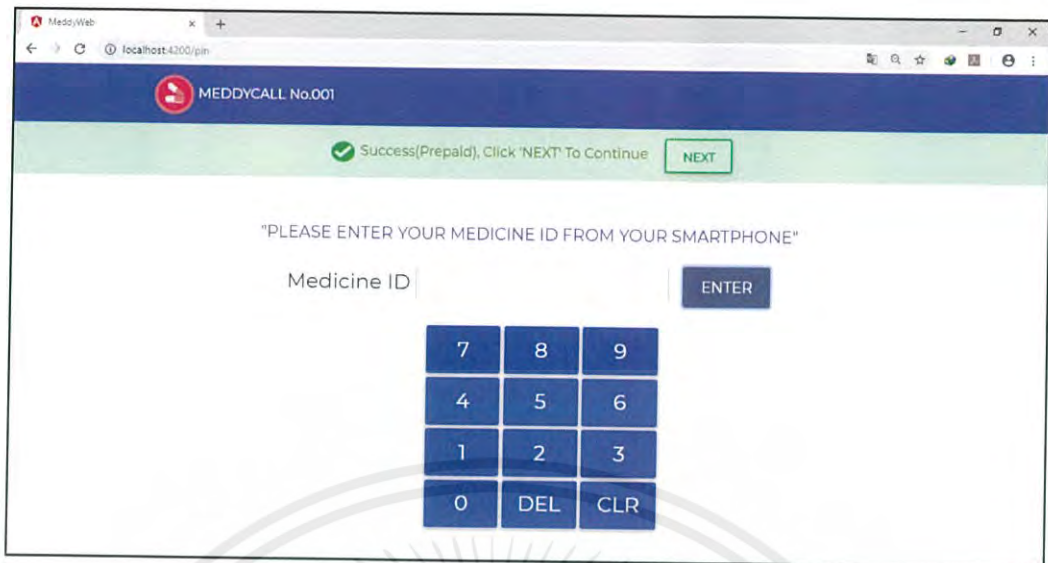 MeddyWeb
localhost:4200/pin
MEDDYCALL No.001
Success(Prepaid), Click 'NEXT' To Continue NEXT
"PLEASE ENTER YOUR MEDICINE ID FROM YOUR SMARTPHONE"
Medicine ID ENTER
7 8 9
4 5 6
1 2 3
0 DEL CLR